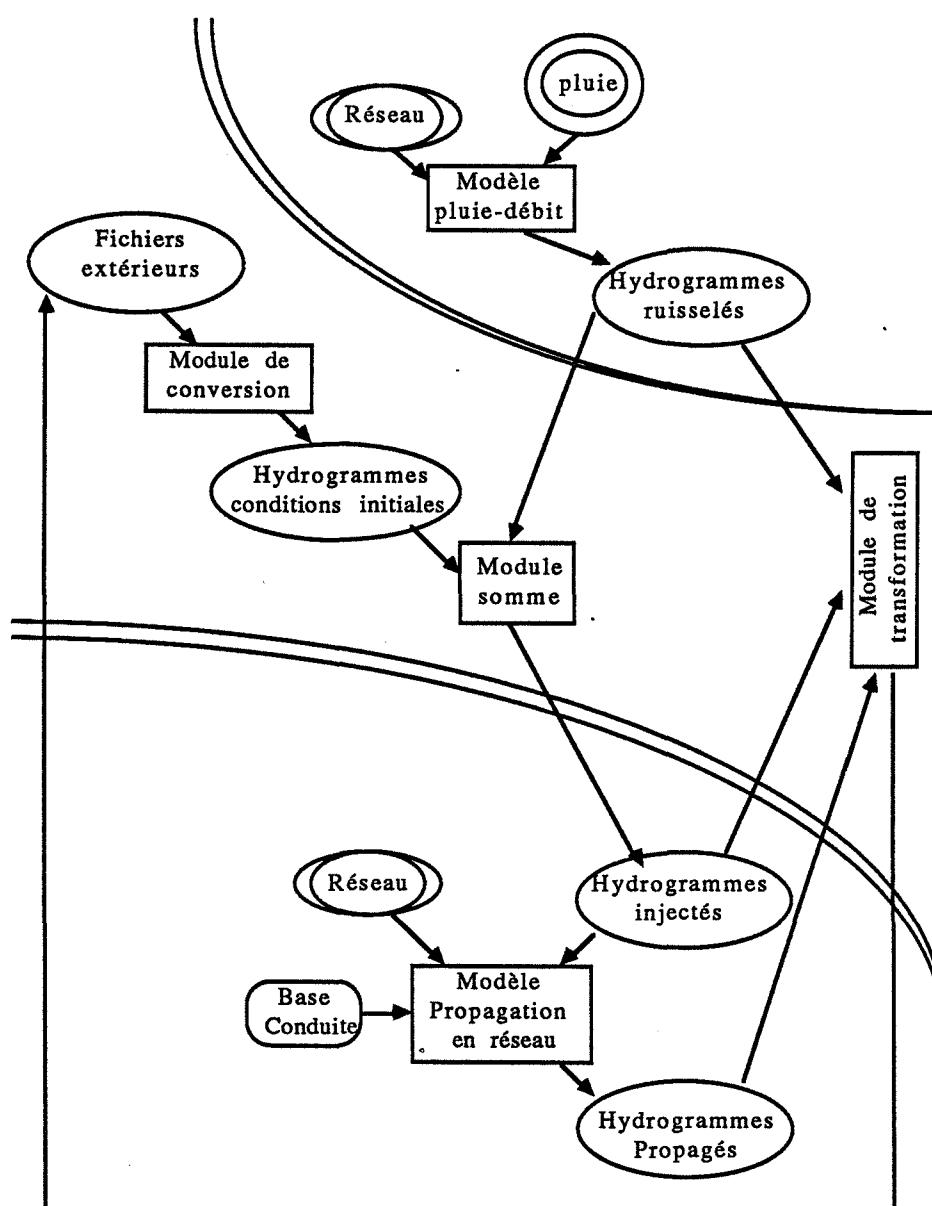 pluie
Réseau
Modèle
pluie-débit
Fichiers
extérieurs
Hydrogrammes
ruisselés
Module de
conversion
Hydrogrammes
conditions initiales
Module
somme
Module de
transformation
Réseau
Hydrogrammes
injectés
Base
Conduite
Modèle
Propagation
en réseau
Hydrogrammes
Propagés